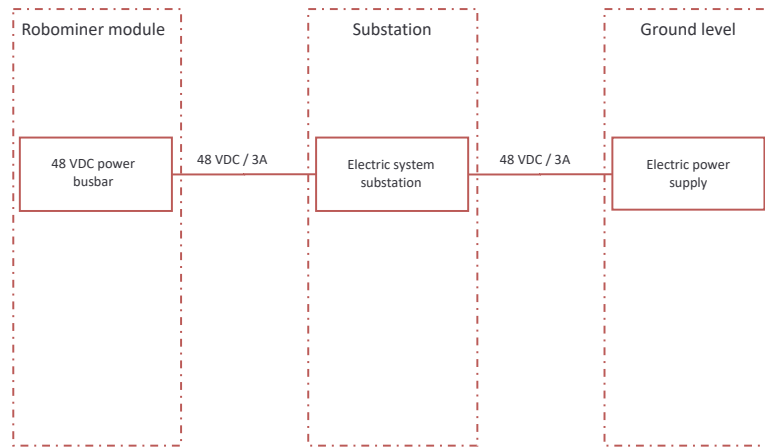 Robominer module
Substation
Ground level
48 VDC power
busbar
48 VDC / 3A
Electric system
substation
48 VDC / 3A
Electric power
supply